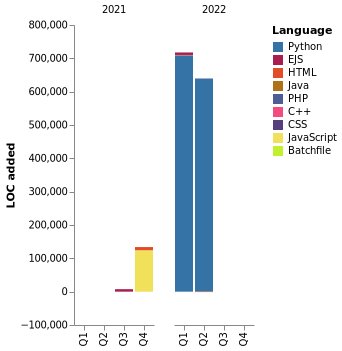 2021
2022
800,000
700,000
600,000
500,000
400,000
300,000
200,000
100,000
0
−100,000
LOC added
Q1
Q2
Q3
Q4
Q1
Q2
Q3
Q4
Language
Python
EJS
HTML
Java
PHP
C++
CSS
JavaScript
Batchfile